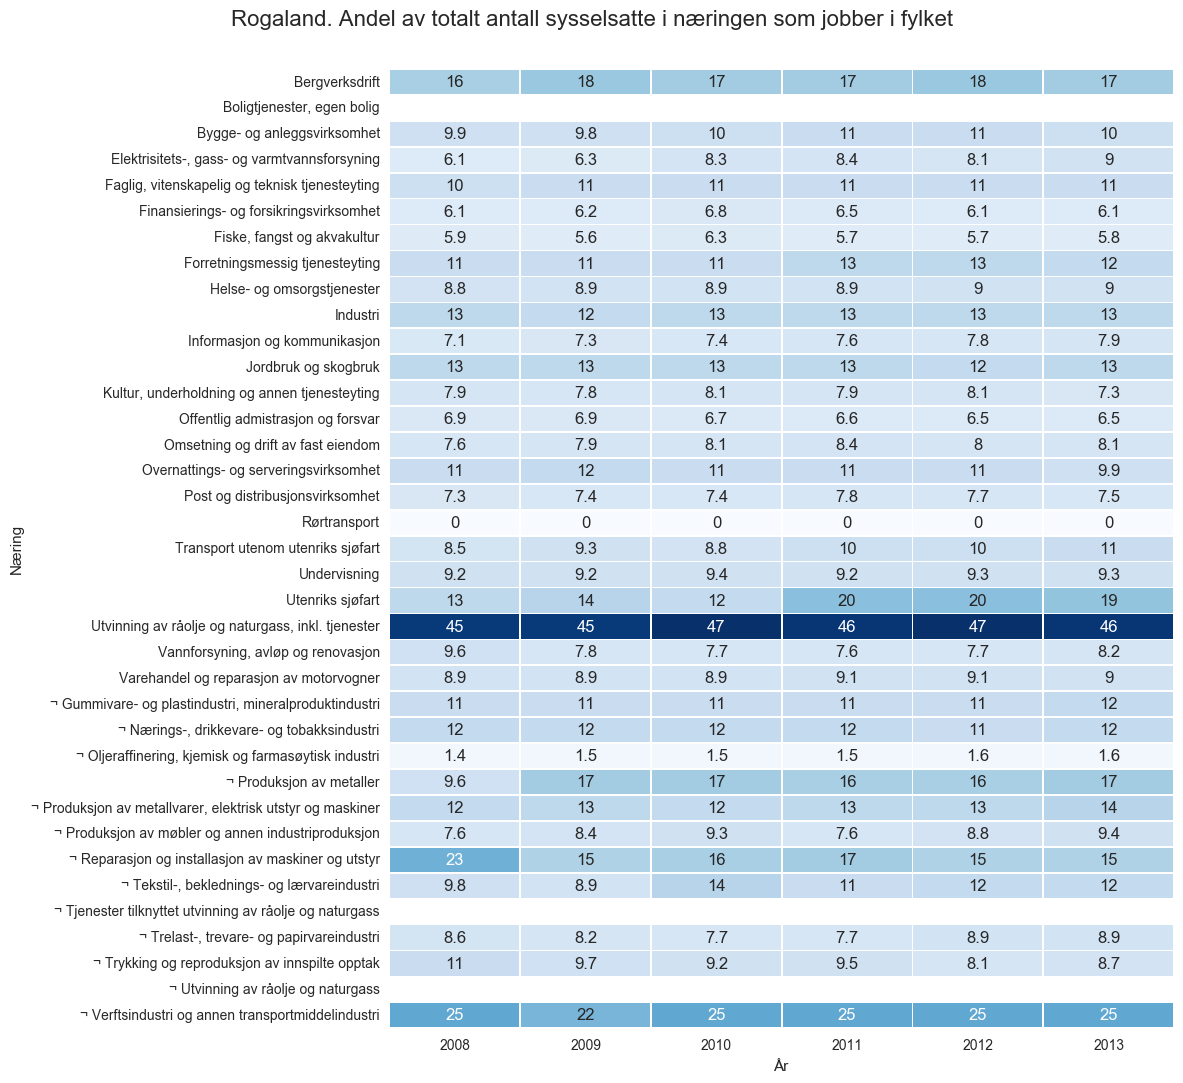 Rogaland. Andel av totalt antall sysselsatte i næringen som jobber i fylket
Næring
Bergverksdrift 16 18 17 17 18 17
Boligtjenester, egen bolig
Bygge- og anleggsvirksomhet 9.9 9.8 10 11 11 10
Elektrisitets-, gass- og varmtvannsforsyning 6.1 6.3 8.3 8.4 8.1 9
Faglig, vitenskapelig og teknisk tjenesteyting 10 11 11 11 11 11
Finansierings- og forsikringsvirksomhet 6.1 6.2 6.8 6.5 6.1 6.1
Fiske, fangst og akvakultur 5.9 5.6 6.3 5.7 5.7 5.8
Forretningsmessig tjenesteyting 11 11 11 13 13 12
Helse- og omsorgstjenester 8.8 8.9 8.9 8.9 9 9
Industri 13 12 13 13 13 13
Informasjon og kommunikasjon 7.1 7.3 7.4 7.6 7.8 7.9
Jordbruk og skogbruk 13 13 13 13 12 13
Kultur, underholdning og annen tjenesteyting 7.9 7.8 8.1 7.9 8.1 7.3
Offentlig admistrasjon og forsvar 6.9 6.9 6.7 6.6 6.5 6.5
Omsetning og drift av fast eiendom 7.6 7.9 8.1 8.4 8 8.1
Overnattings- og serveringsvirksomhet 11 12 11 11 11 9.9
Post og distribusjonsvirksomhet 7.3 7.4 7.4 7.8 7.7 7.5
Rørtransport 0 0 0 0 0 0
Transport utenom utenriks sjøfart 8.5 9.3 8.8 10 10 11
Undervisning 9.2 9.2 9.4 9.2 9.3 9.3
Utenriks sjøfart 13 14 12 20 20 19
Utvinning av råolje og naturgass, inkl. tjenester 45 45 47 46 47 46
Vannforsyning, avløp og renovasjon 9.6 7.8 7.7 7.6 7.7 8.2
Varehandel og reparasjon av motorvogner 8.9 8.9 8.9 9.1 9.1 9
¬ Gummivare- og plastindustri, mineralproduktindustri 11 11 11 11 11 12
¬ Nærings-, drikkevare- og tobakksindustri 12 12 12 12 11 12
¬ Oljeraffinering, kjemisk og farmasøytisk industri 1.4 1.5 1.5 1.5 1.6 1.6
¬ Produksjon av metaller 9.6 17 17 16 16 17
¬ Produksjon av metallvarer, elektrisk utstyr og maskiner 12 13 12 13 13 14
¬ Produksjon av møbler og annen industriproduksjon 7.6 8.4 9.3 7.6 8.8 9.4
¬ Reparasjon og installasjon av maskiner og utstyr 23 15 16 17 15 15
¬ Tekstil-, beklednings- og lærvareindustri 9.8 8.9 14 11 12 12
¬ Tjenester tilknyttet utvinning av råolje og naturgass
¬ Trelast-, trevare- og papirvareindustri 8.6 8.2 7.7 7.7 8.9 8.9
¬ Trykking og reproduksjon av innspilte opptak 11 9.7 9.2 9.5 8.1 8.7
¬ Utvinning av råolje og naturgass
¬ Verftsindustri og annen transportmiddelindustri 25 22 25 25 25 25
2008 2009 2010 2011 2012 2013
År